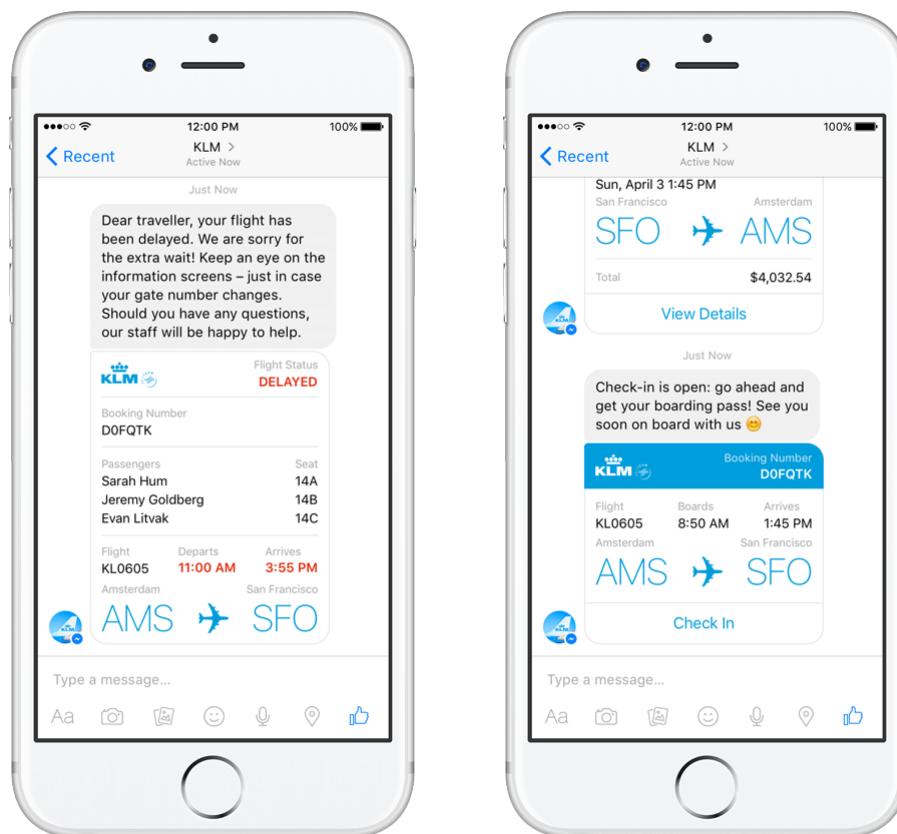 12:00 PM
100%
Recent
KLM
Active Now
Just Now
Dear traveller, your flight has
been delayed. We are sorry for
the extra wait! Keep an eye on the
information screens – just in case
your gate number changes.
Should you have any questions,
our staff will be happy to help.
KLM
Flight Status
DELAYED
Booking Number
D0FQTK
Passengers Seat
Sarah Hum 14A
Jeremy Goldberg 14B
Evan Litvak 14C
Flight Departs Arrives
KL0605 11:00 AM 3:55 PM
Amsterdam San Francisco
AMS SFO
KLM
Type a message...
Aa
12:00 PM
100%
Recent
KLM
Active Now
Sun, April 3 1:45 PM
San Francisco Amsterdam
SFO AMS
Total $4,032.54
View Details
KLM
Just Now
Check-in is open: go ahead and
get your boarding pass! See you
soon on board with us 😊
KLM
Booking Number
D0FQTK
Flight Boards Arrives
KL0605 8:50 AM 1:45 PM
Amsterdam San Francisco
AMS SFO
Check In
KLM
Type a message...
Aa